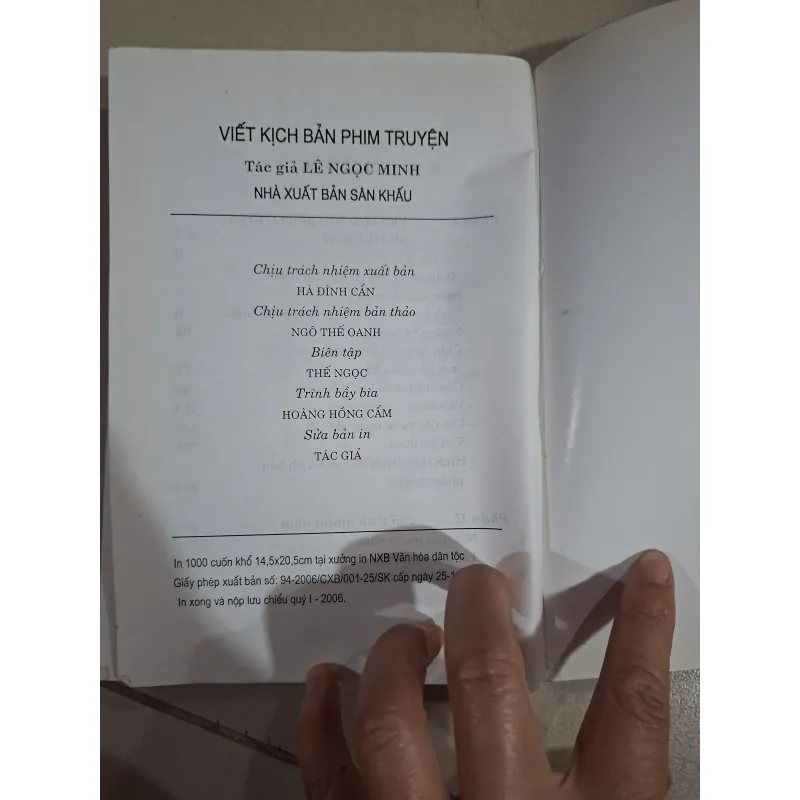 VIẾT KỊCH BẢN PHIM TRUYỆN
Tác giả LÊ NGỌC MINH
NHÀ XUẤT BẢN SÂN KHẤU
Chịu trách nhiệm xuất bản
HÀ ĐÌNH CẨN
Chịu trách nhiệm bản thảo
NGÔ THẾ OANH
Biên tập
THẾ NGỌC
Trình bầy bìa
HOÀNG HỒNG CẨM
Sửa bản in
TÁC GIẢ
In 1000 cuốn khổ 14,5x20,5cm tại xưởng in NXB Văn hóa dân tộc
Giấy phép xuất bản số: 94-2006/CXB/001-25/SK cấp ngày 25-1
In xong và nộp lưu chiểu quý I - 2006.